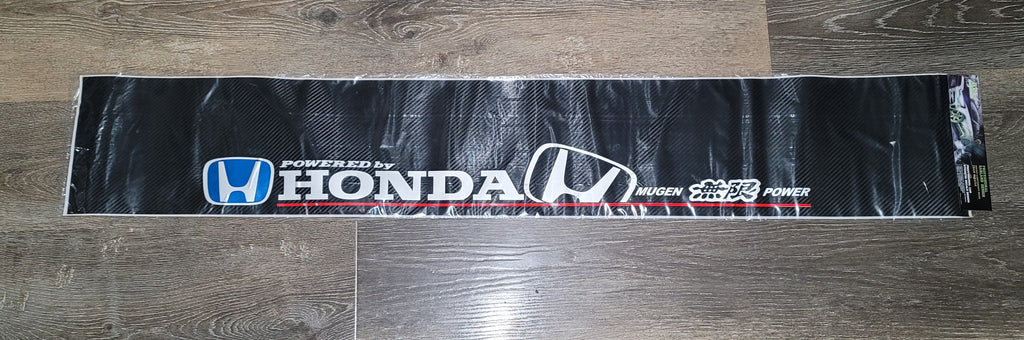 POWERED by
HONDA
MUGEN 無限 POWER